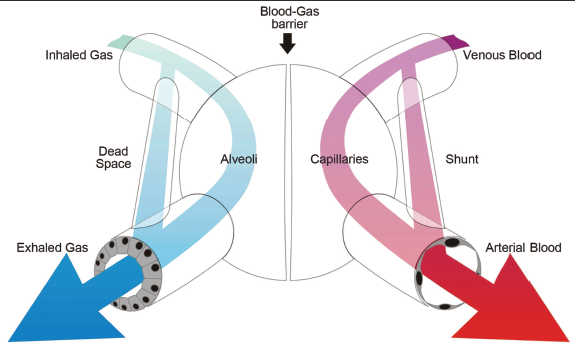 Blood-Gas
barrier
Inhaled Gas
Venous Blood
Dead
Space
Alveoli
Capillaries
Shunt
Exhaled Gas
Arterial Blood